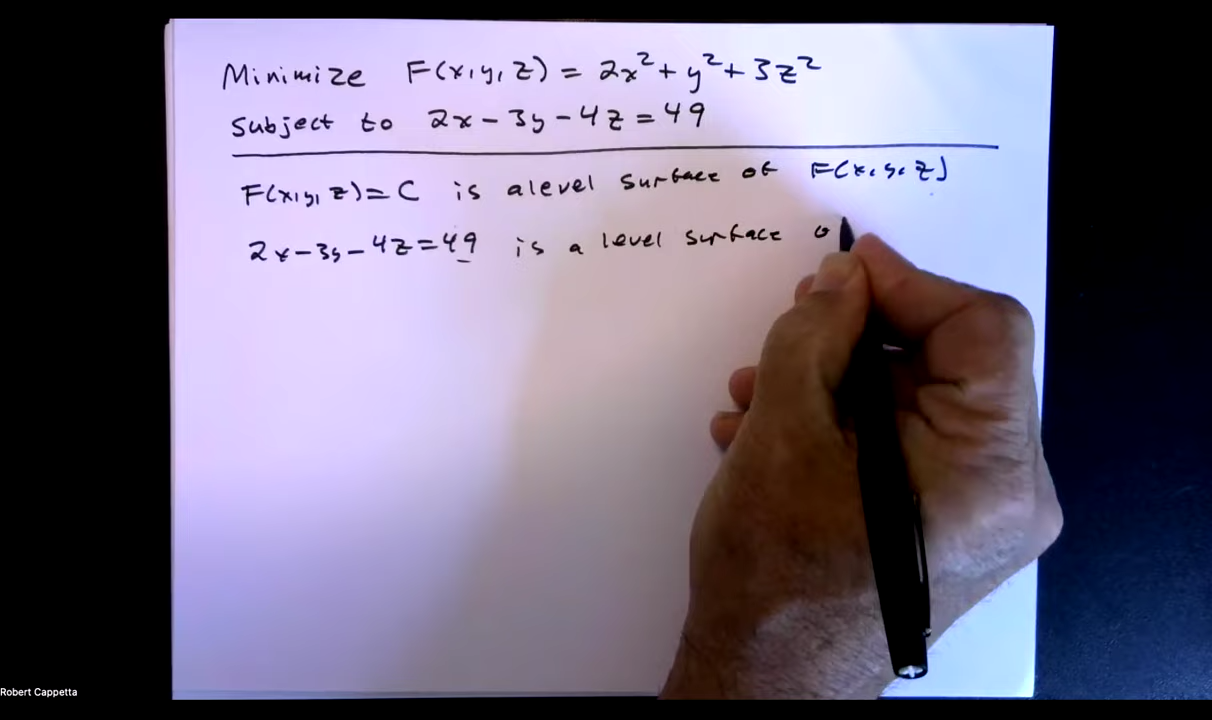 Minimize F(x,y,z) = 2x²+y²+3z²
Subject to 2x-3y-4z=49
F(x,y,z)=C is a level surface of F(x,y,z)
2x-3y-4z=49 is a level surface o
Robert Cappetta